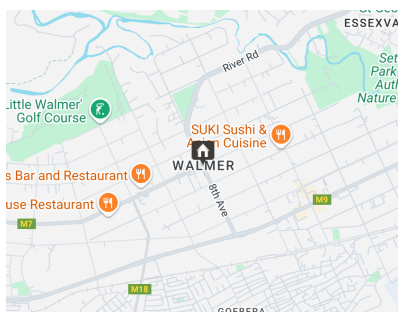 ESSEXVA
River Rd
Set
Park
Auth
Nature
Little Walmer'
Golf Course
SUKI Sushi &
Asian Cuisine
WALMER
s Bar and Restaurant
use Restaurant
8th Ave
M7
M9
M18